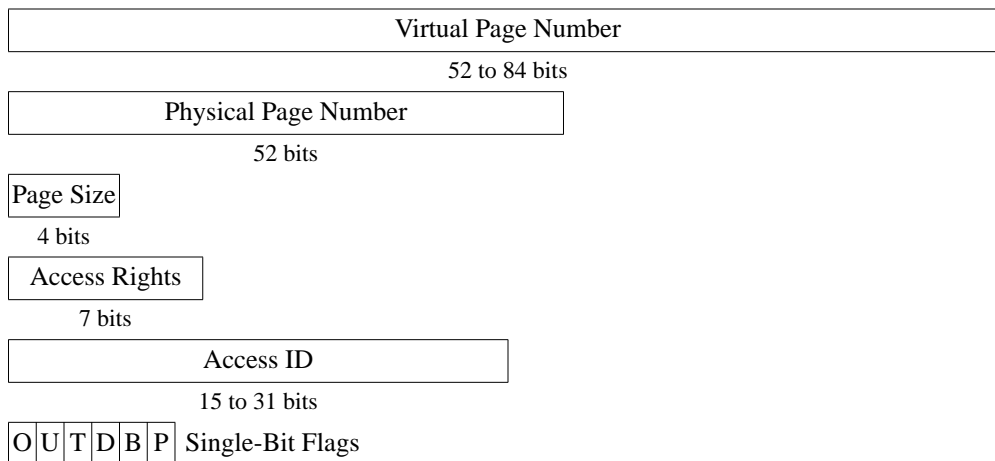 Virtual Page Number
52 to 84 bits
Physical Page Number
52 bits
Page Size
4 bits
Access Rights
7 bits
Access ID
15 to 31 bits
O U T D B P Single-Bit Flags